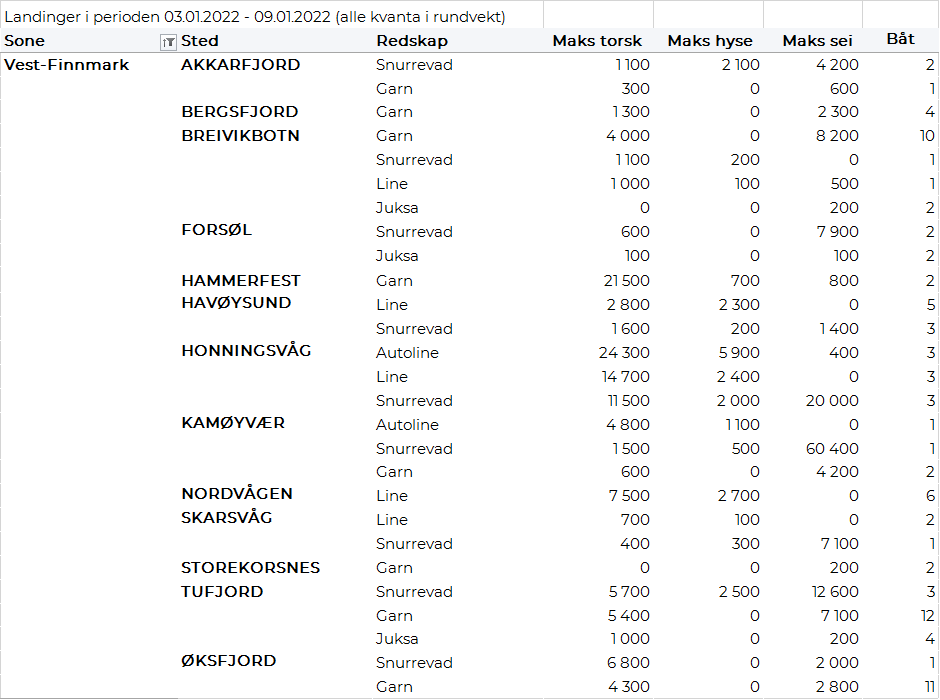 Landinger i perioden 03.01.2022 - 09.01.2022 (alle kvanta i rundvekt)
Sone Sted Redskap Maks torsk Maks hyse Maks sei Båt
Vest-Finnmark AKKARFJORD Snurrevad 1 100 2 100 4 200 2
Garn 300 0 600 1
BERGSFJORD Garn 1 300 0 2 300 4
BREIVIKBOTN Garn 4 000 0 8 200 10
Snurrevad 1 100 200 0 1
Line 1 000 100 500 1
Juksa 0 0 200 2
FORSØL Snurrevad 600 0 7 900 2
Juksa 100 0 100 2
HAMMERFEST Garn 21 500 700 800 2
HAVØYSUND Line 2 800 2 300 0 5
Snurrevad 1 600 200 1 400 3
HONNINGSVÅG Autoline 24 300 5 900 400 3
Line 14 700 2 400 0 3
Snurrevad 11 500 2 000 20 000 3
KAMØYVÆR Autoline 4 800 1 100 0 1
Snurrevad 1 500 500 60 400 1
Garn 600 0 4 200 2
NORDVÅGEN Line 7 500 2 700 0 6
SKARSVÅG Line 700 100 0 2
Snurrevad 400 300 7 100 1
STOREKORSNES Garn 0 0 200 2
TUFJORD Snurrevad 5 700 2 500 12 600 3
Garn 5 400 0 7 100 12
Juksa 1 000 0 200 4
ØKSFJORD Snurrevad 6 800 0 2 000 1
Garn 4 300 0 2 800 11